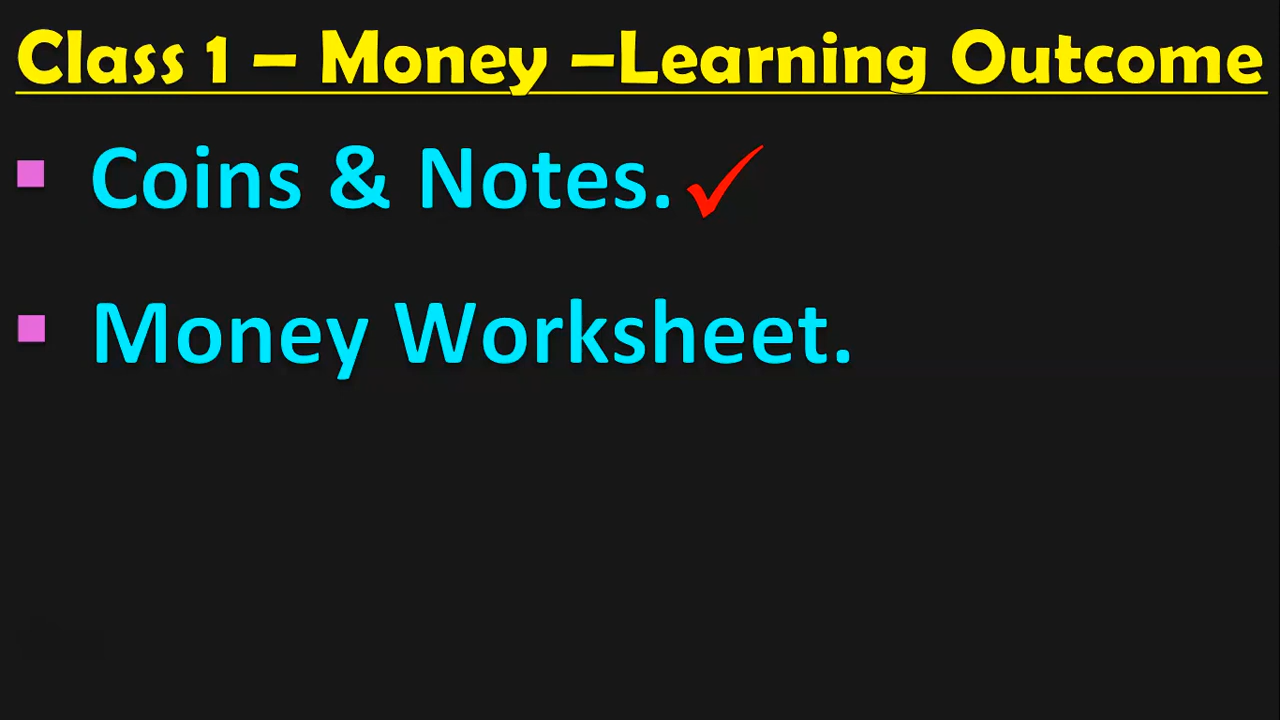 Class 1 – Money –Learning Outcome
▪ Coins & Notes.✓
▪ Money Worksheet.